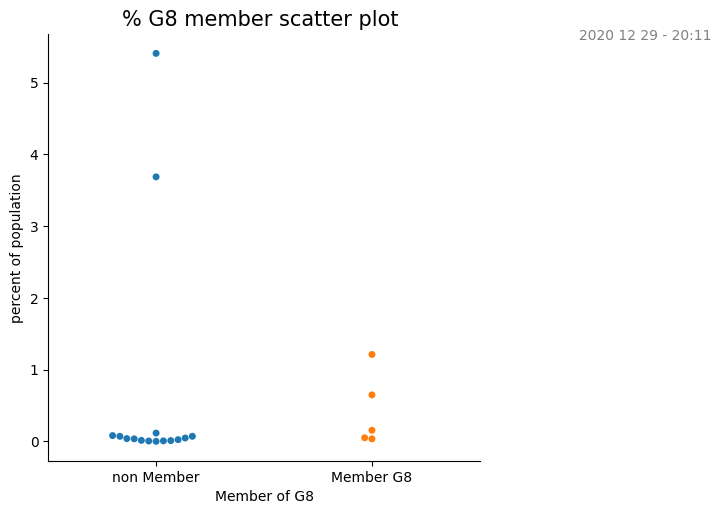 % G8 member scatter plot
2020 12 29 - 20:11
percent of population
5
4
3
2
1
0
non Member
Member G8
Member of G8